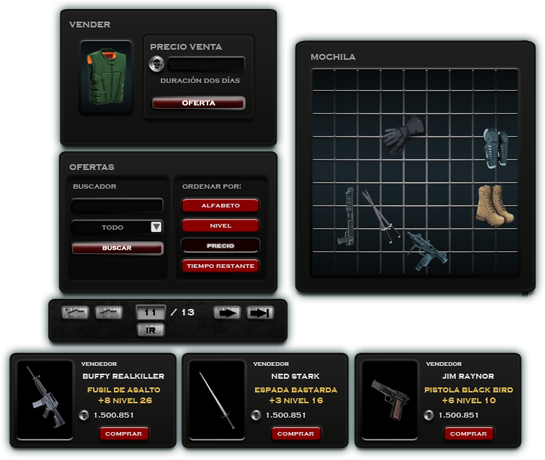 VENDER
PRECIO VENTA
DURACIÓN DOS DÍAS
OFERTA
MOCHILA
OFERTAS
BUSCADOR
ORDENAR POR:
ALFABETO
TODO
NIVEL
BUSCAR
PRECIO
TIEMPO RESTANTE
11 / 13
IR
VENDEDOR
BUFFY REALKILLER
FUSIL DE ASALTO
+8 NIVEL 26
1.500.851
COMPRAR
VENDEDOR
NED STARK
ESPADA BASTARDA
+3 NIVEL 16
1.500.851
COMPRAR
VENDEDOR
JIM RAYNOR
PISTOLA BLACK BIRD
+6 NIVEL 10
1.500.851
COMPRAR